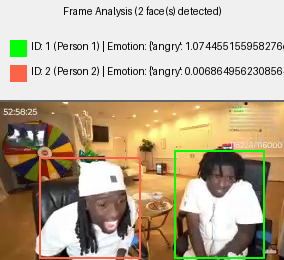 Frame Analysis (2 face(s) detected)
ID: 1 (Person 1) | Emotion: {'angry': 1.074455155958276
ID: 2 (Person 2) | Emotion: {'angry': 0.006864956230856
52:58:25